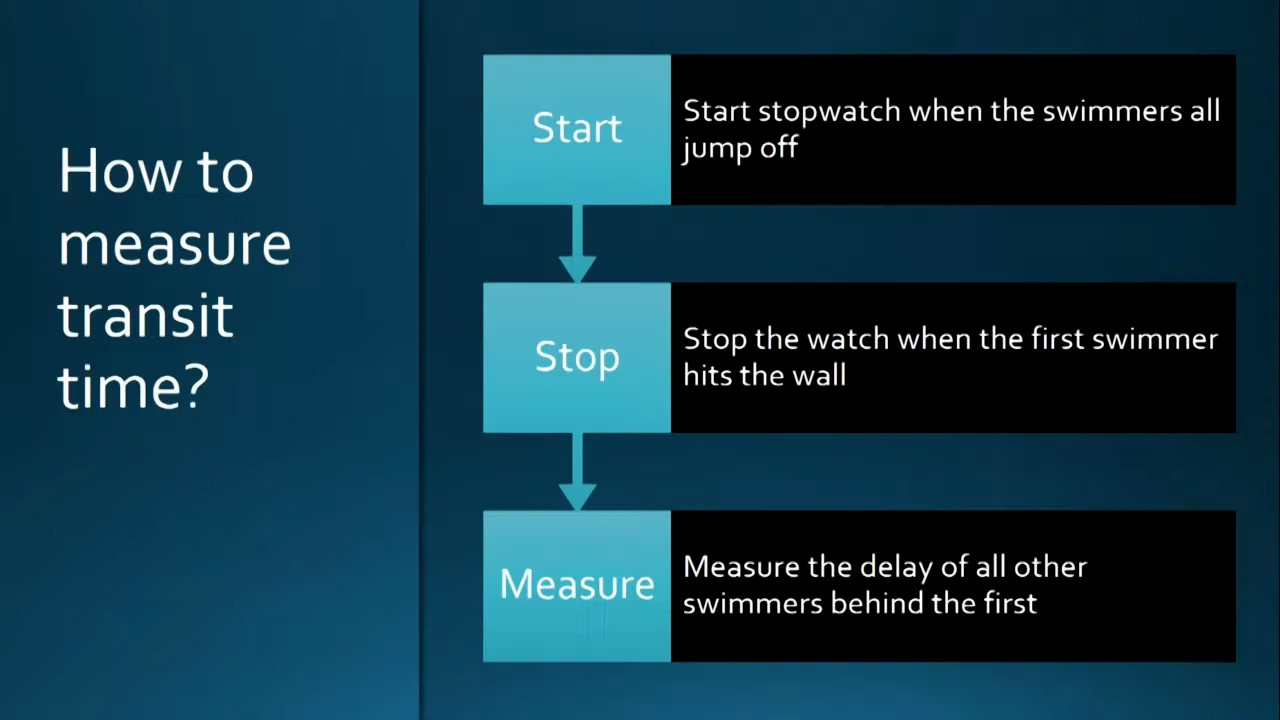 How to
measure
transit
time?
Start
Start stopwatch when the swimmers all
jump off
Stop
Stop the watch when the first swimmer
hits the wall
Measure
Measure the delay of all other
swimmers behind the first